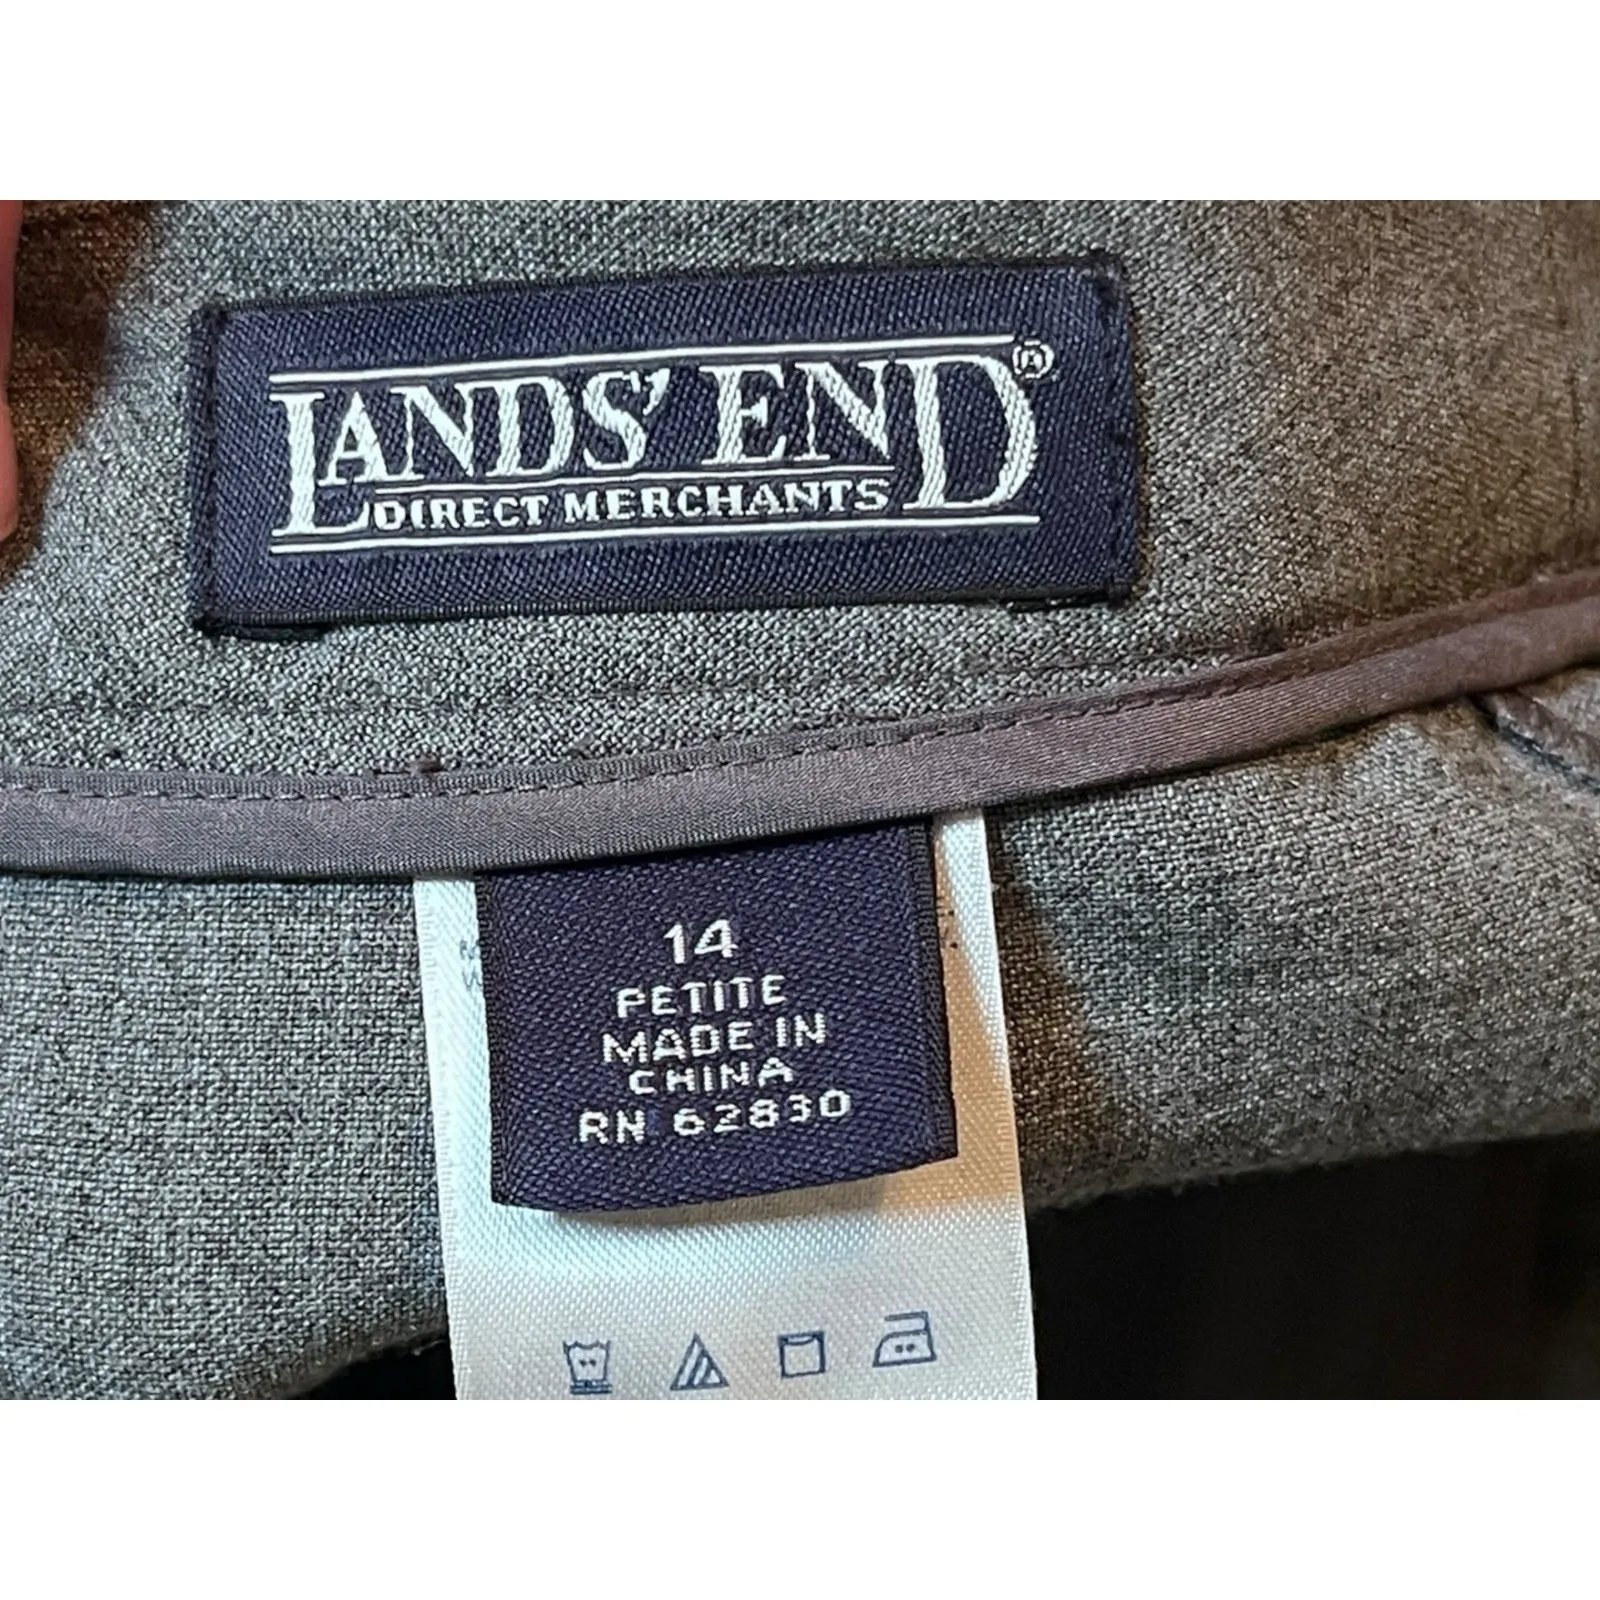 LANDS' END®
DIRECT MERCHANTS
14
PETITE
MADE IN
CHINA
RN 62830